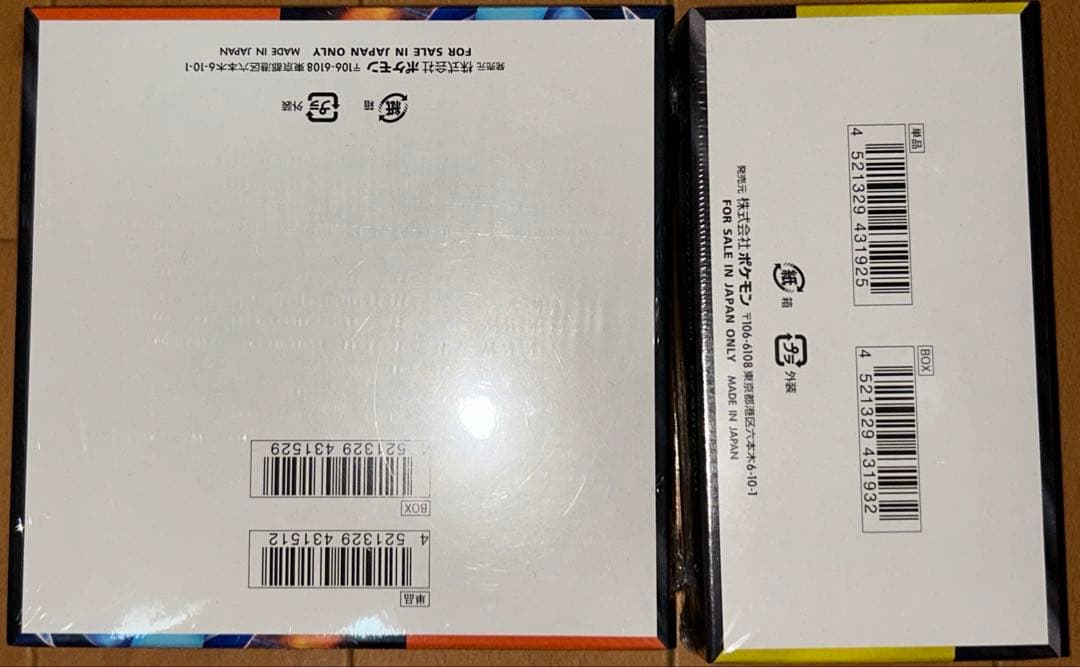 発売元 株式会社 ポケモン 〒106-6108 東京都港区六本木6-10-1
FOR SALE IN JAPAN ONLY MADE IN JAPAN
紙 箱
プラ 外装
BOX
4 521329 431529
単品
4 521329 431512
発売元 株式会社 ポケモン 〒106-6108 東京都港区六本木6-10-1
FOR SALE IN JAPAN ONLY MADE IN JAPAN
紙 箱
プラ 外装
単品
4 521329 431925
BOX
4 521329 431932